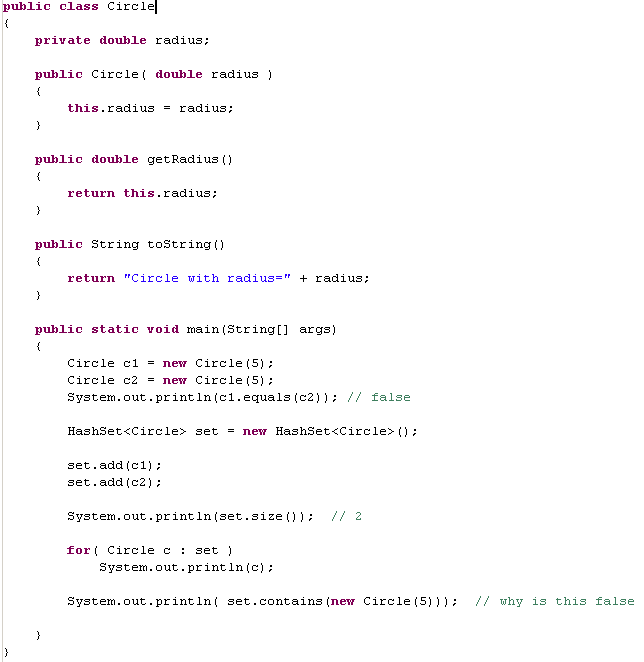 public class Circle
{
    private double radius;

    public Circle( double radius )
    {
        this.radius = radius;
    }

    public double getRadius()
    {
        return this.radius;
    }

    public String toString()
    {
        return "Circle with radius=" + radius;
    }

    public static void main(String[] args)
    {
        Circle c1 = new Circle(5);
        Circle c2 = new Circle(5);
        System.out.println(c1.equals(c2)); // false

        HashSet<Circle> set = new HashSet<Circle>();

        set.add(c1);
        set.add(c2);

        System.out.println(set.size());  // 2

        for( Circle c : set )
            System.out.println(c);

        System.out.println( set.contains(new Circle(5)));  // why is this false

    }
}